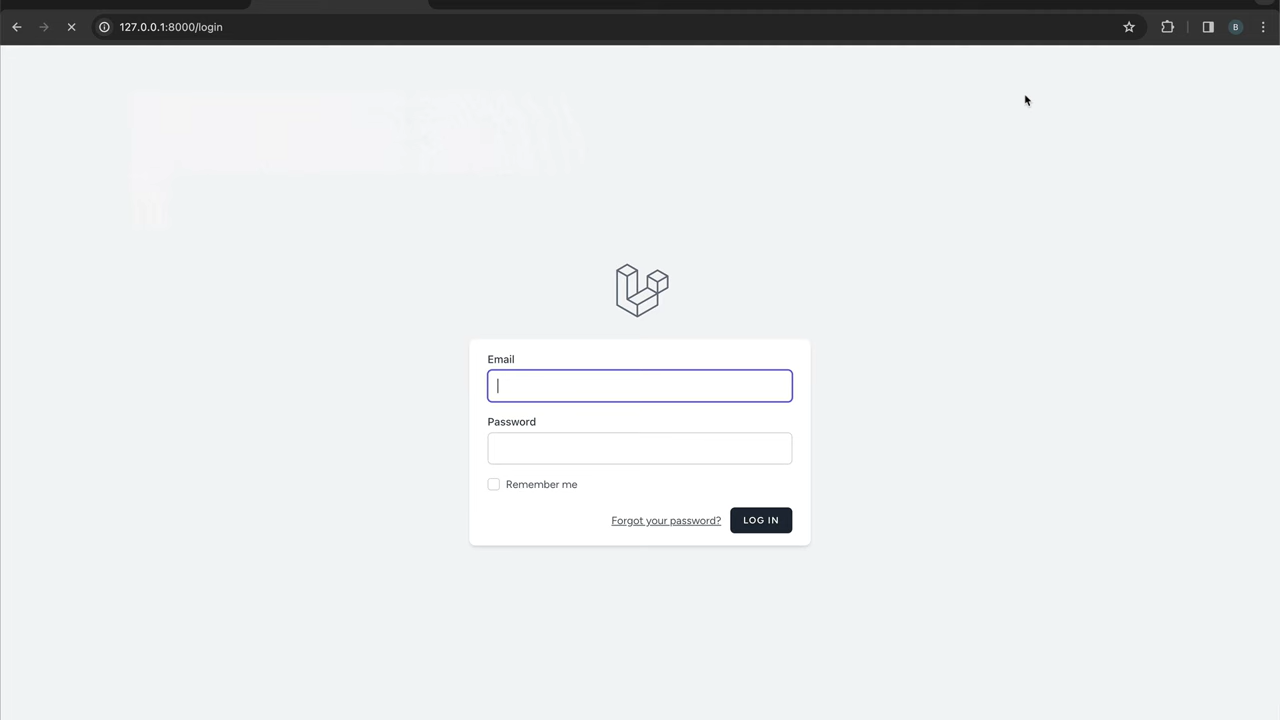 127.0.0.1:8000/login
B
Email
Password
Remember me
Forgot your password?
LOG IN